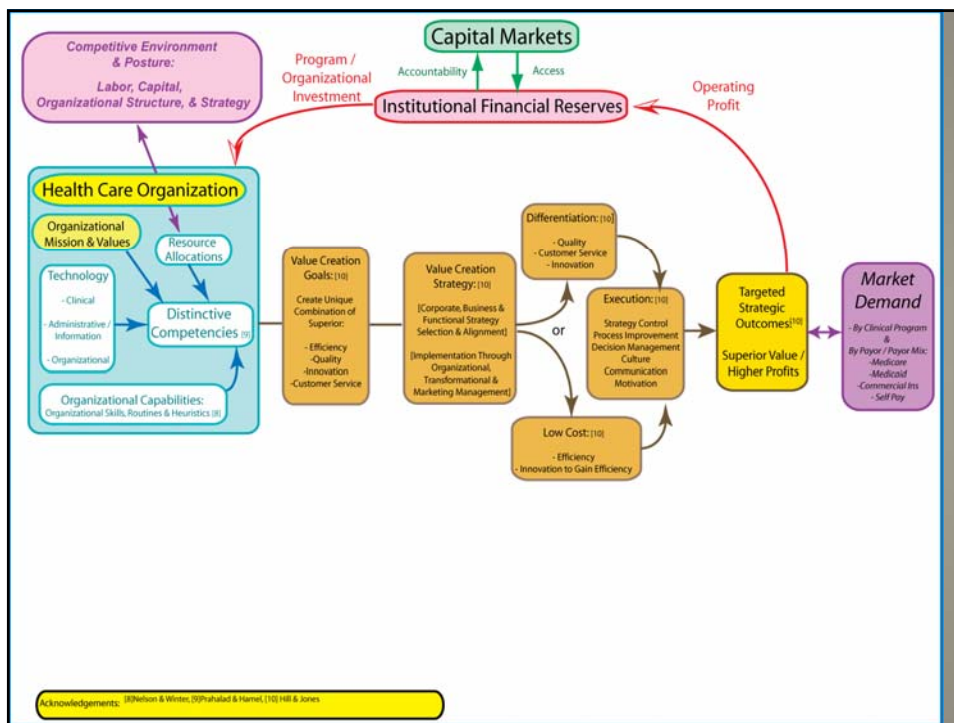 Competitive Environment
& Posture:
Labor, Capital,
Organizational Structure, & Strategy
Program /
Organizational
Investment
Capital Markets
Accountability
Access
Institutional Financial Reserves
Operating
Profit
Health Care Organization
Organizational
Mission & Values
Resource
Allocations
Technology
- Clinical
- Administrative /
Information
- Organizational
Distinctive
Competencies [9]
Organizational Capabilities:
Organizational Skills, Routines & Heuristics [8]
Value Creation
Goals: [10]
Create Unique
Combination of
Superior:
- Efficiency
-Quality
-Innovation
-Customer Service
Value Creation
Strategy: [10]
[Corporate, Business &
Functional Strategy
Selection & Alignment]
[Implementation Through
Organizational,
Transformational &
Marketing Management]
Differentiation: [10]
- Quality
- Customer Service
- Innovation
or
Low Cost: [10]
- Efficiency
- Innovation to Gain Efficiency
Execution: [10]
Strategy Control
Process Improvement
Decision Management
Culture
Communication
Motivation
Targeted
Strategic
Outcomes:[10]
Superior Value /
Higher Profits
Market
Demand
- By Clinical Program
&
By Payor / Payor Mix:
-Medicare
-Medicaid
-Commercial Ins
- Self Pay
Acknowledgements: [8]Nelson & Winter, [9]Prahalad & Hamel, [10] Hill & Jones